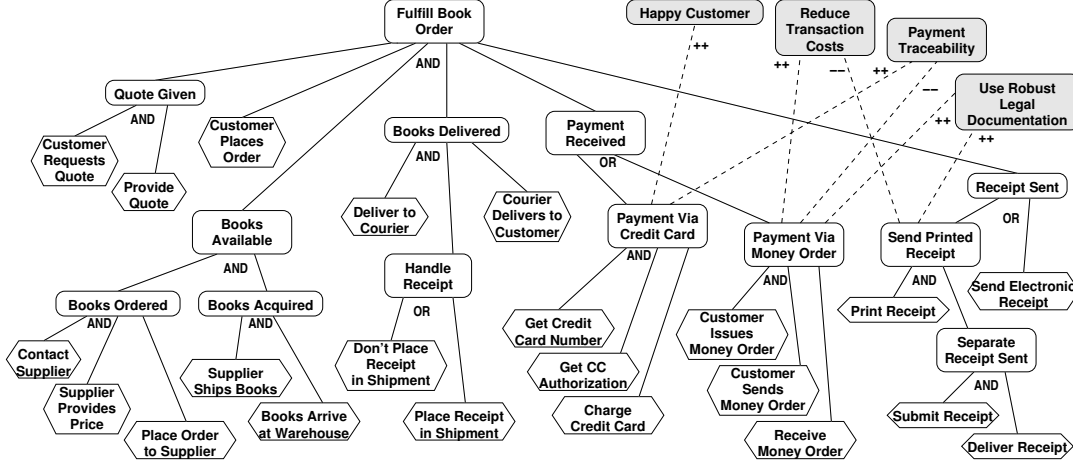 Fulfill Book
Order
AND
Happy Customer
++
Reduce
Transaction
Costs
++
−−
Payment
Traceability
++
−−
Use Robust
Legal
Documentation
++
++
Quote Given
AND
Customer
Requests
Quote
Provide
Quote
Customer
Places
Order
Books Delivered
AND
Deliver to
Courier
Courier
Delivers to
Customer
Handle
Receipt
OR
Don't Place
Receipt
in Shipment
Place Receipt
in Shipment
Payment
Received
OR
Payment Via
Credit Card
AND
Get Credit
Card Number
Get CC
Authorization
Charge
Credit Card
Payment Via
Money Order
AND
Customer
Issues
Money Order
Customer
Sends
Money Order
Receive
Money Order
Receipt Sent
OR
Send Printed
Receipt
AND
Send Electronic
Receipt
Print Receipt
Separate
Receipt Sent
AND
Submit Receipt
Deliver Receipt
Books
Available
AND
Books Ordered
AND
Contact
Supplier
Supplier
Provides
Price
Place Order
to Supplier
Books Acquired
AND
Supplier
Ships Books
Books Arrive
at Warehouse